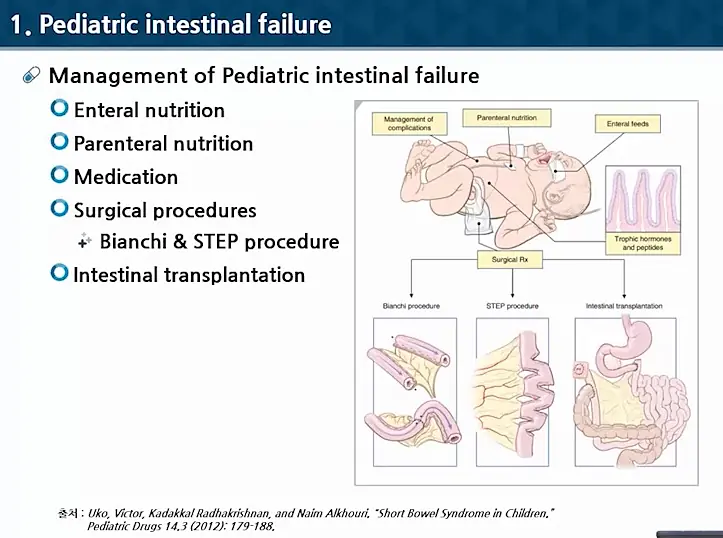 1. Pediatric intestinal failure
Management of Pediatric intestinal failure
Enteral nutrition
Parenteral nutrition
Medication
Surgical procedures
Bianchi & STEP procedure
Intestinal transplantation
Management of
complications
Parenteral nutrition
Enteral feeds
Trophic hormones
and peptides
Surgical Rx
Bianchi procedure
STEP procedure
Intestinal transplantation
출처 : Uko, Victor, Kadakkal Radhakrishnan, and Naim Alkhouri. "Short Bowel Syndrome in Children."
Pediatric Drugs 14.3 (2012): 179-188.